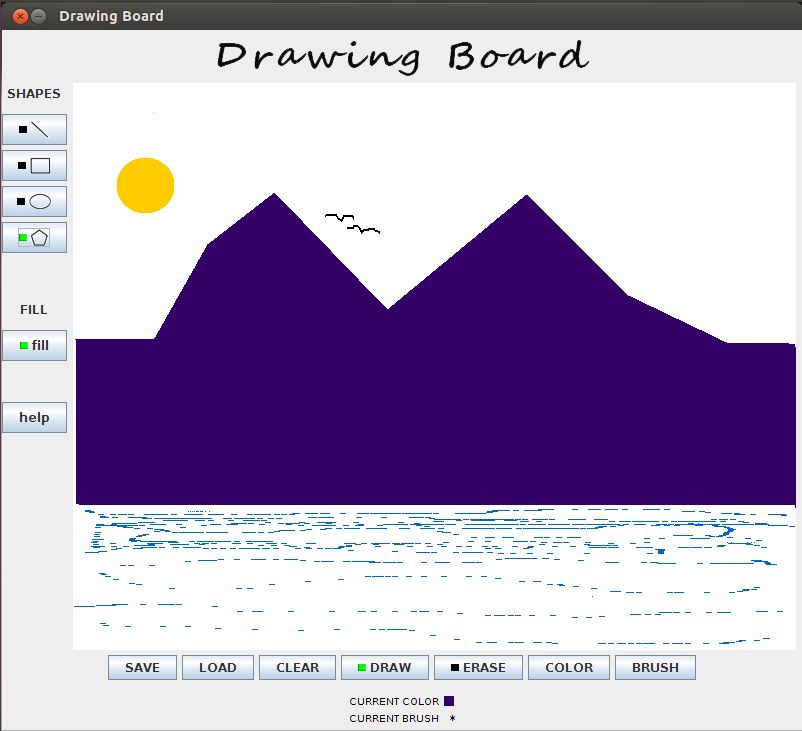 Drawing Board
Drawing Board
SHAPES
FILL
fill
help
SAVE LOAD CLEAR DRAW ERASE COLOR BRUSH
CURRENT COLOR
CURRENT BRUSH *